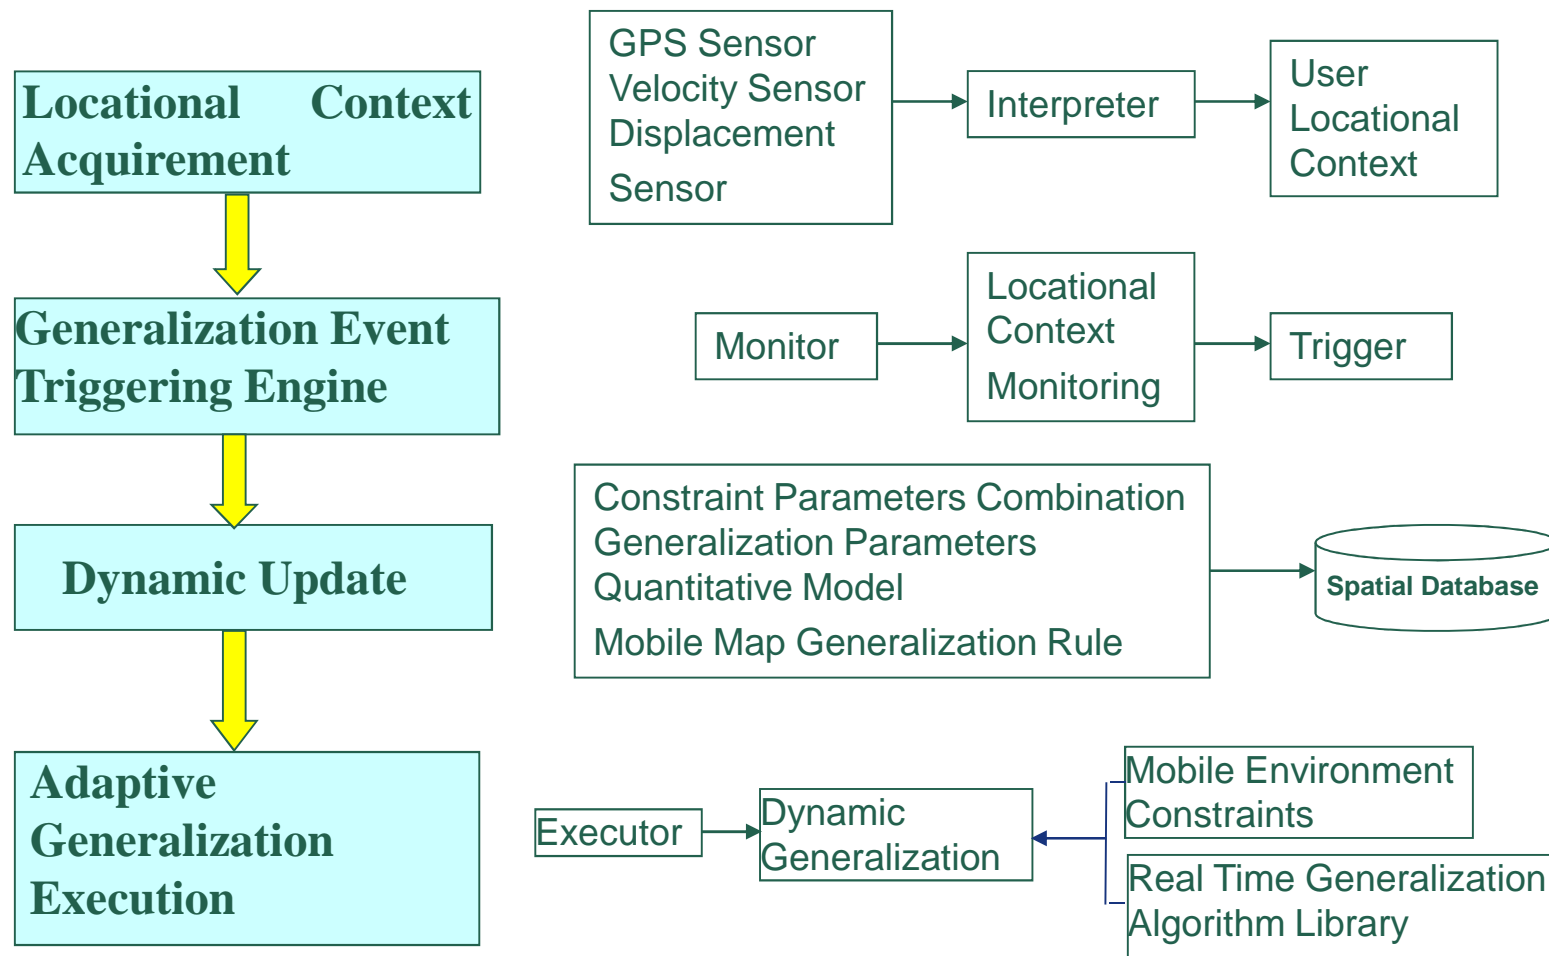 Locational Context
Acquirement
GPS Sensor
Velocity Sensor
Displacement
Sensor
Interpreter
User
Locational
Context
Generalization Event
Triggering Engine
Monitor
Locational
Context
Monitoring
Trigger
Dynamic Update
Constraint Parameters Combination
Generalization Parameters
Quantitative Model
Mobile Map Generalization Rule
Spatial Database
Adaptive
Generalization
Execution
Executor
Dynamic
Generalization
Mobile Environment
Constraints
Real Time Generalization
Algorithm Library